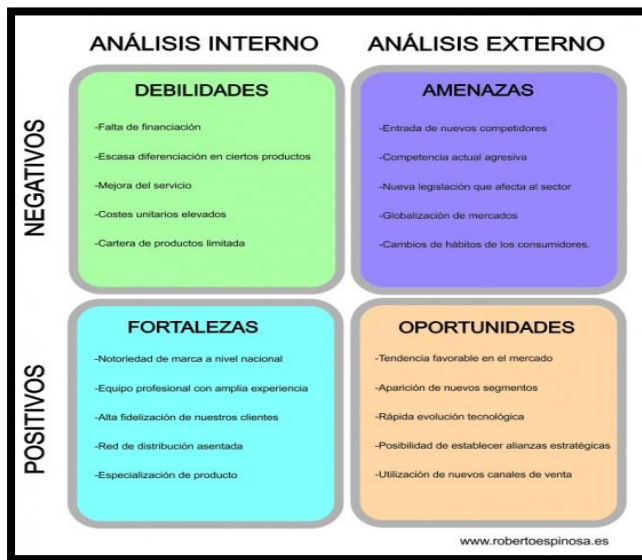 ANÁLISIS INTERNO
ANÁLISIS EXTERNO
NEGATIVOS
DEBILIDADES
-Falta de financiación
-Escasa diferenciación en ciertos productos
-Mejora del servicio
-Costes unitarios elevados
-Cartera de productos limitada
AMENAZAS
-Entrada de nuevos competidores
-Competencia actual agresiva
-Nueva legislación que afecta al sector
-Globalización de mercados
-Cambios de hábitos de los consumidores.
POSITIVOS
FORTALEZAS
-Notoriedad de marca a nivel nacional
-Equipo profesional con amplia experiencia
-Alta fidelización de nuestros clientes
-Red de distribución asentada
-Especialización de producto
OPORTUNIDADES
-Tendencia favorable en el mercado
-Aparición de nuevos segmentos
-Rápida evolución tecnológica
-Posibilidad de establecer alianzas estratégicas
-Utilización de nuevos canales de venta
www.robertoespinosa.es